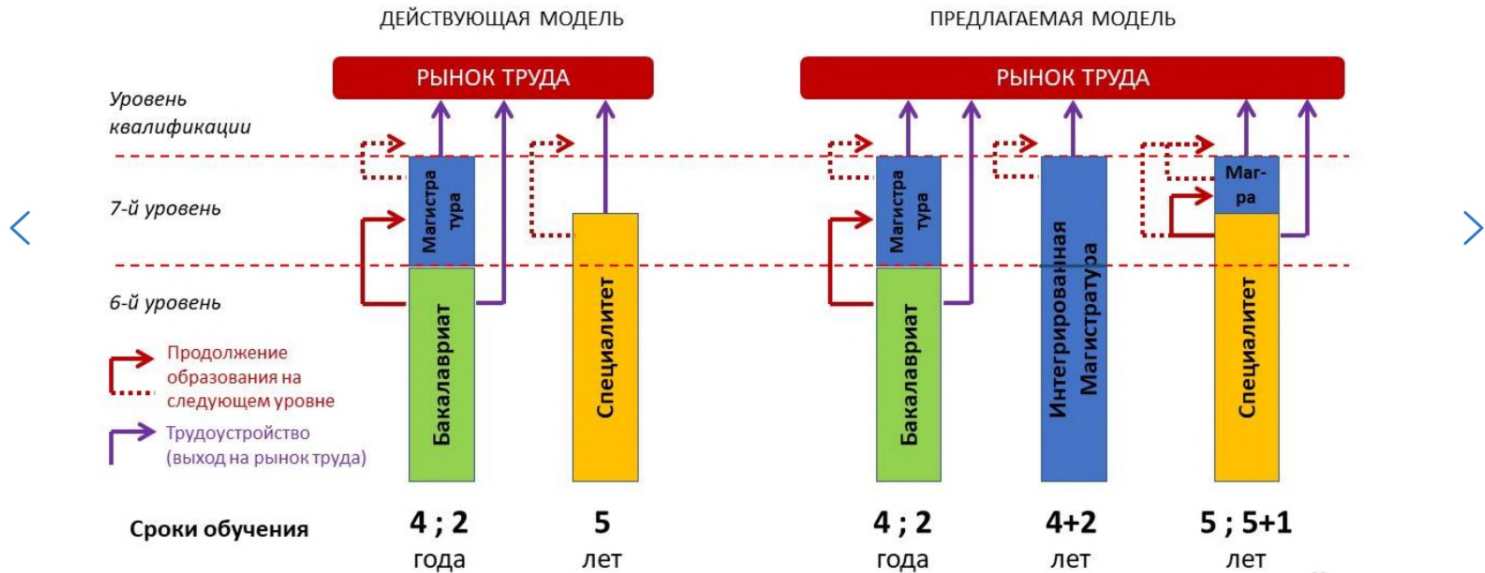 ДЕЙСТВУЮЩАЯ МОДЕЛЬ
ПРЕДЛАГАЕМАЯ МОДЕЛЬ
РЫНОК ТРУДА
РЫНОК ТРУДА
Уровень
квалификации
7-й уровень
6-й уровень
Магистра
тура
Бакалавриат
Специалитет
Магистра
тура
Бакалавриат
Интегрированная
Магистратура
Маг-
ра
Специалитет
Продолжение
образования на
следующем уровне
Трудоустройство
(выход на рынок труда)
Сроки обучения
4 ; 2
года
5
лет
4 ; 2
года
4+2
лет
5 ; 5+1
лет